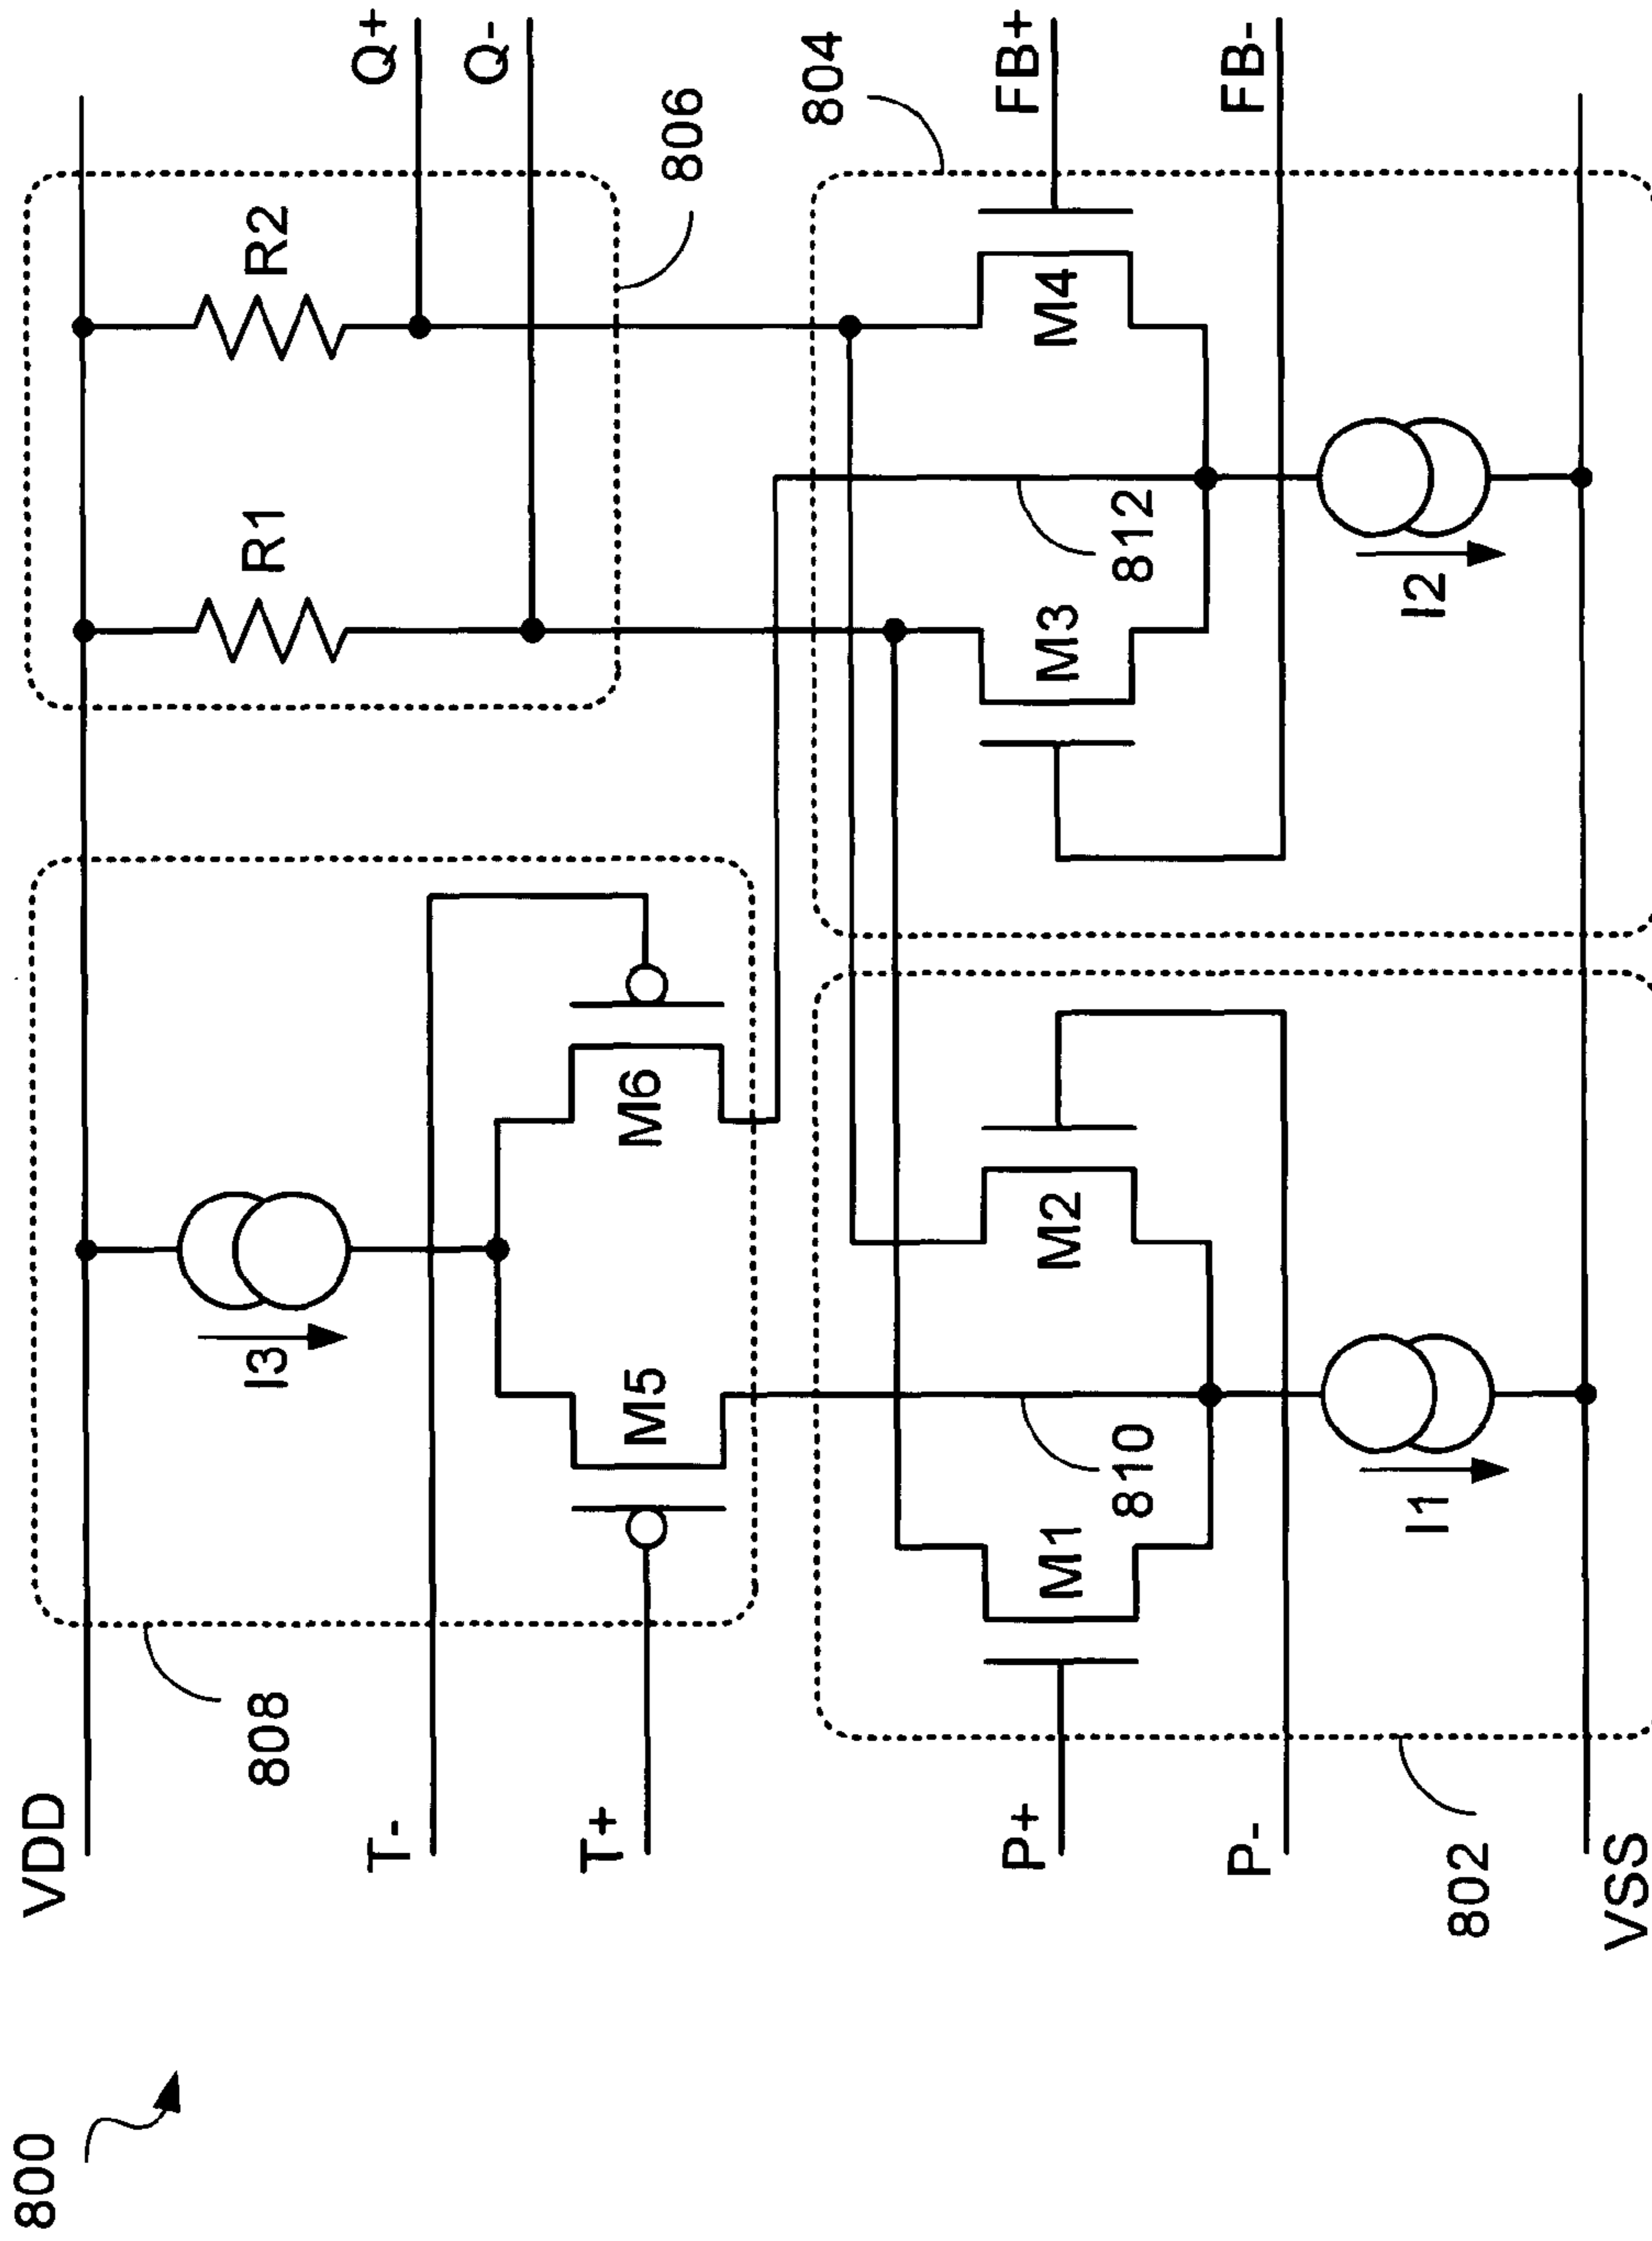 800
VDD
808
T-
T+
I3
M5
M6
R1
R2
Q+
Q-
806
804
P+
P-
802
VSS
M1
M2
810
I1
M3
M4
812
I2
FB+
FB-